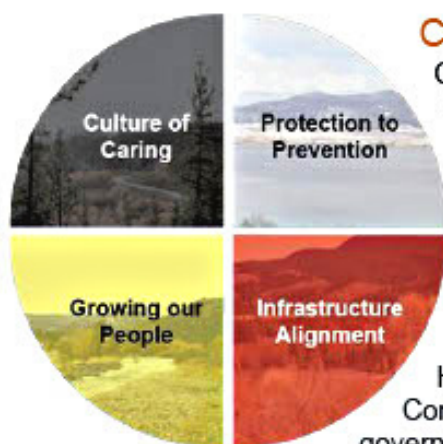 Culture of
Caring
Protection to
Prevention
Growing our
People
Infrastructure
Alignment